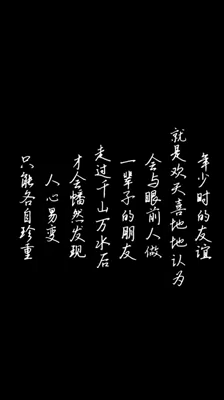 年少时的友谊
就是欢天喜地地认为
会与眼前人做
一辈子的朋友
走过千山万水后
才会幡然发现
人心易变
只能各自珍重